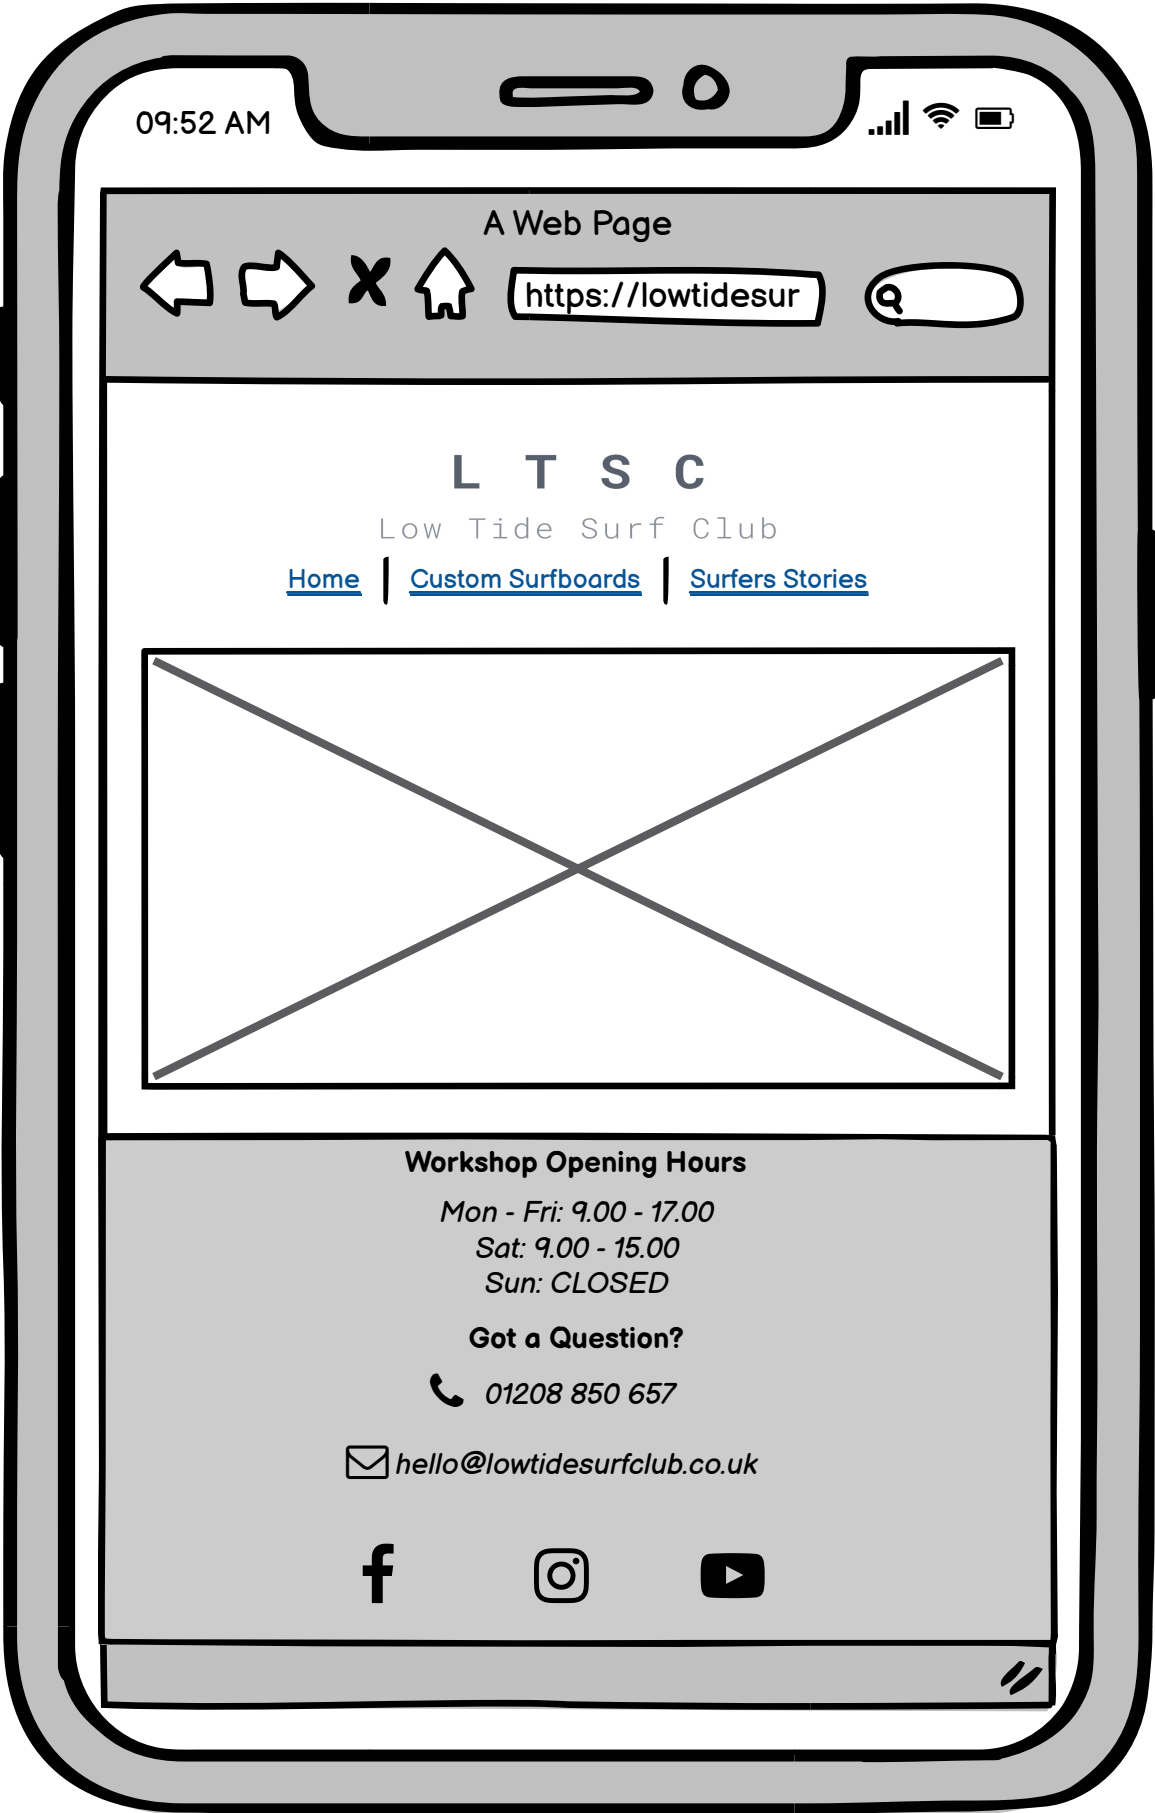 09:52 AM
A Web Page
https://lowtidesur
L T S C
Low Tide Surf Club
Home | Custom Surfboards | Surfers Stories
Workshop Opening Hours
Mon - Fri: 9.00 - 17.00
Sat: 9.00 - 15.00
Sun: CLOSED
Got a Question?
01208 850 657
hello@lowtidesurfclub.co.uk